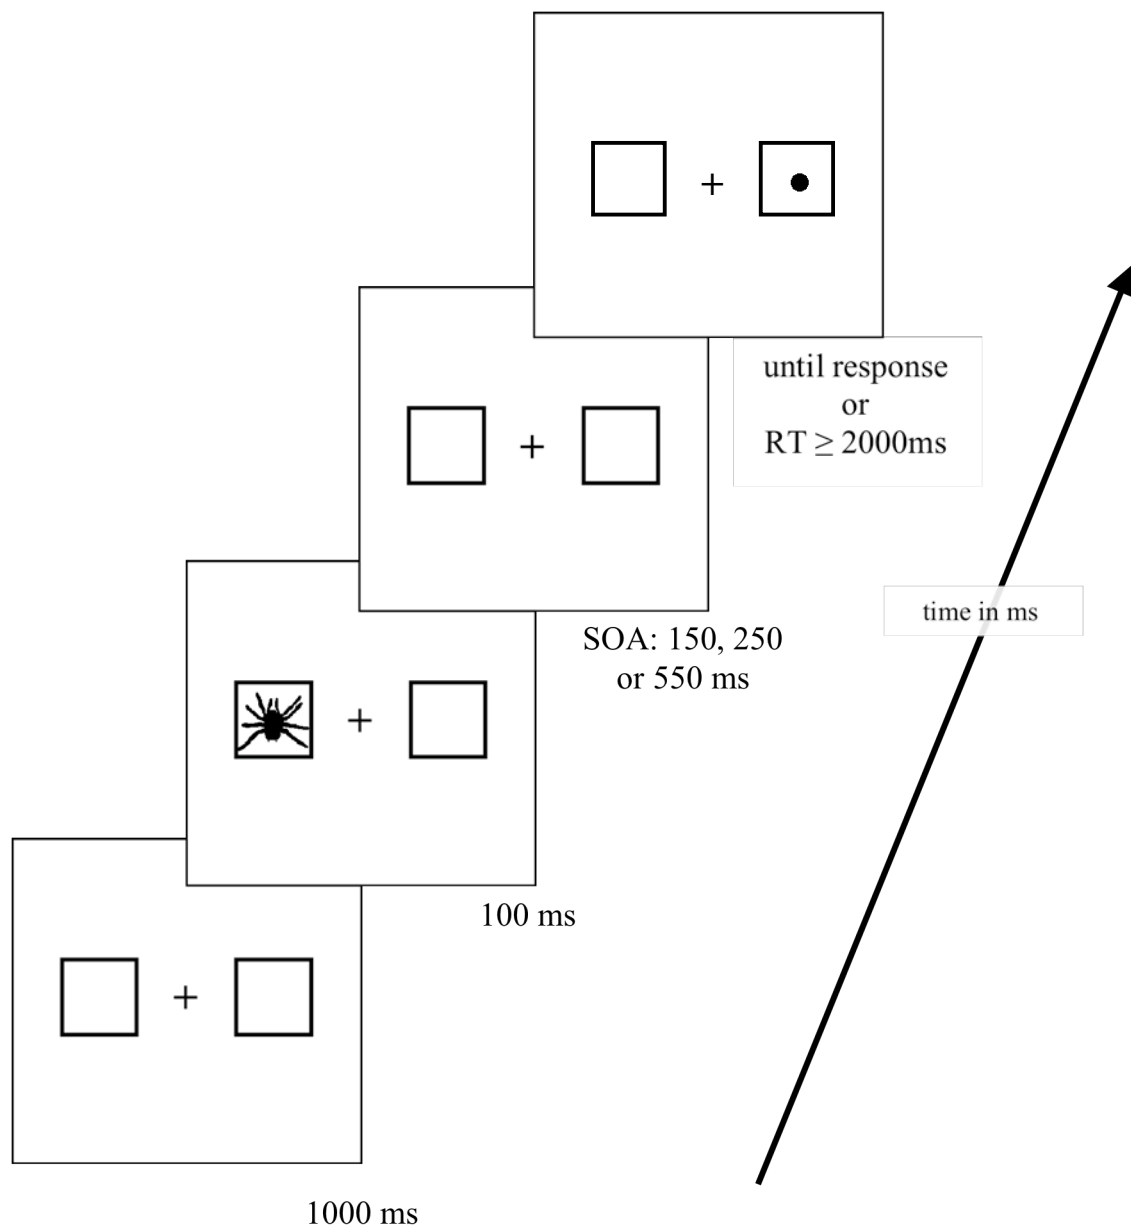 +
until response
or
RT ≥ 2000ms
+
time in ms
SOA: 150, 250
or 550 ms
+
100 ms
+
1000 ms